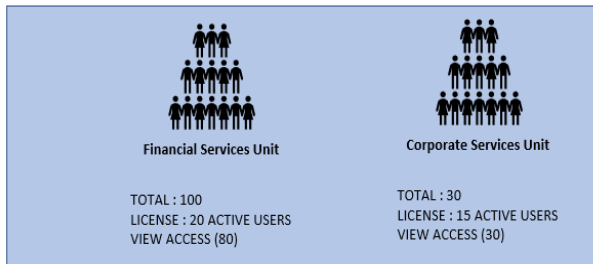 Financial Services Unit
TOTAL : 100
LICENSE : 20 ACTIVE USERS
VIEW ACCESS (80)
Corporate Services Unit
TOTAL : 30
LICENSE : 15 ACTIVE USERS
VIEW ACCESS (30)